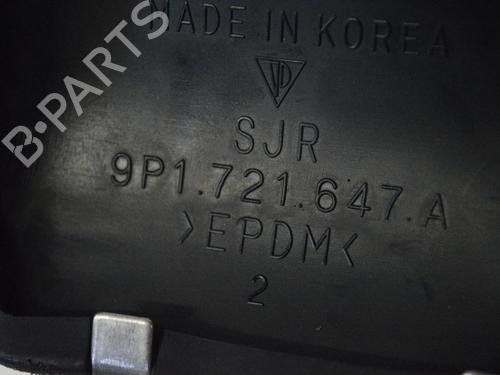 B-PARTS
MADE IN KOREA
SJR
9P1.721.647.A
>EPDM<
2